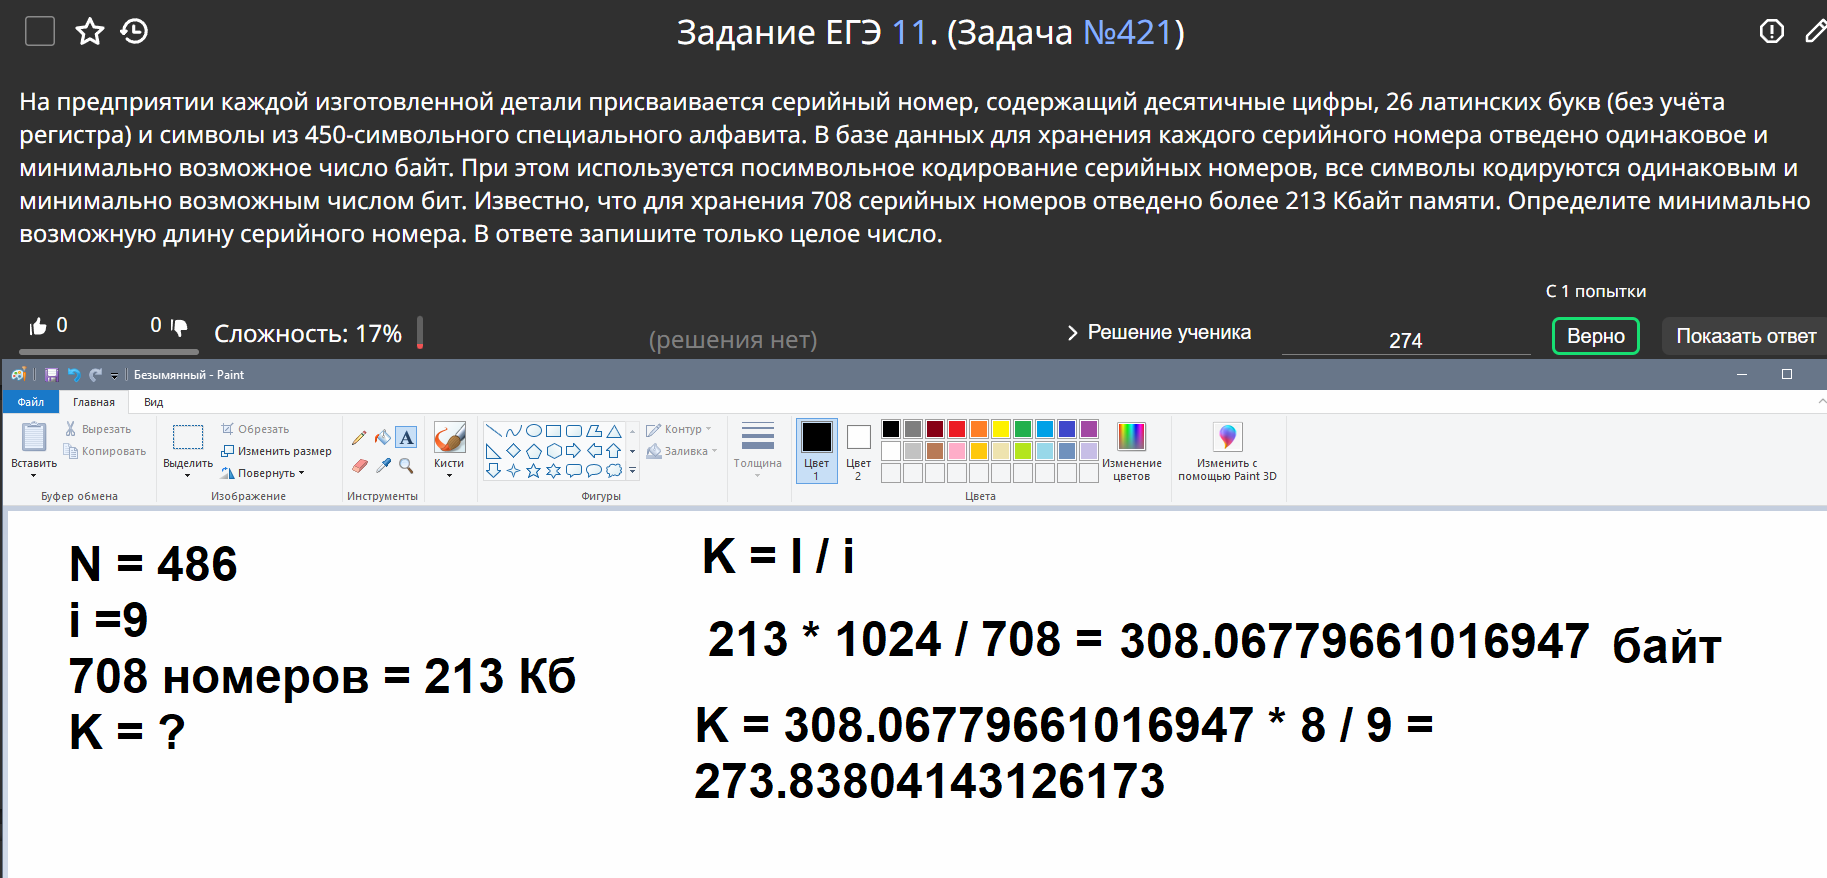 Задание ЕГЭ 11. (Задача №421)
На предприятии каждой изготовленной детали присваивается серийный номер, содержащий десятичные цифры, 26 латинских букв (без учёта
регистра) и символы из 450-символьного специального алфавита. В базе данных для хранения каждого серийного номера отведено одинаковое и
минимально возможное число байт. При этом используется посимвольное кодирование серийных номеров, все символы кодируются одинаковым и
минимально возможным числом бит. Известно, что для хранения 708 серийных номеров отведено более 213 Кбайт памяти. Определите минимально
возможную длину серийного номера. В ответе запишите только целое число.
С 1 попытки
0
0
Сложность: 17%
(решения нет)
Решение ученика
274
Верно
Показать ответ
Безымянный - Paint
Файл
Главная
Вид
Вставить
Вырезать
Копировать
Буфер обмена
Выделить
Обрезать
Изменить размер
Повернуть
Изображение
A
Инструменты
Кисти
Контур
Заливка
Фигуры
Толщина
Цвет
1
Цвет
2
Изменение
цветов
Цвета
Изменить с
помощью Paint 3D
N = 486
i =9
708 номеров = 213 Кб
K = ?
K = I / i
213 * 1024 / 708 = 308.06779661016947 байт
K = 308.06779661016947 * 8 / 9 =
273.83804143126173